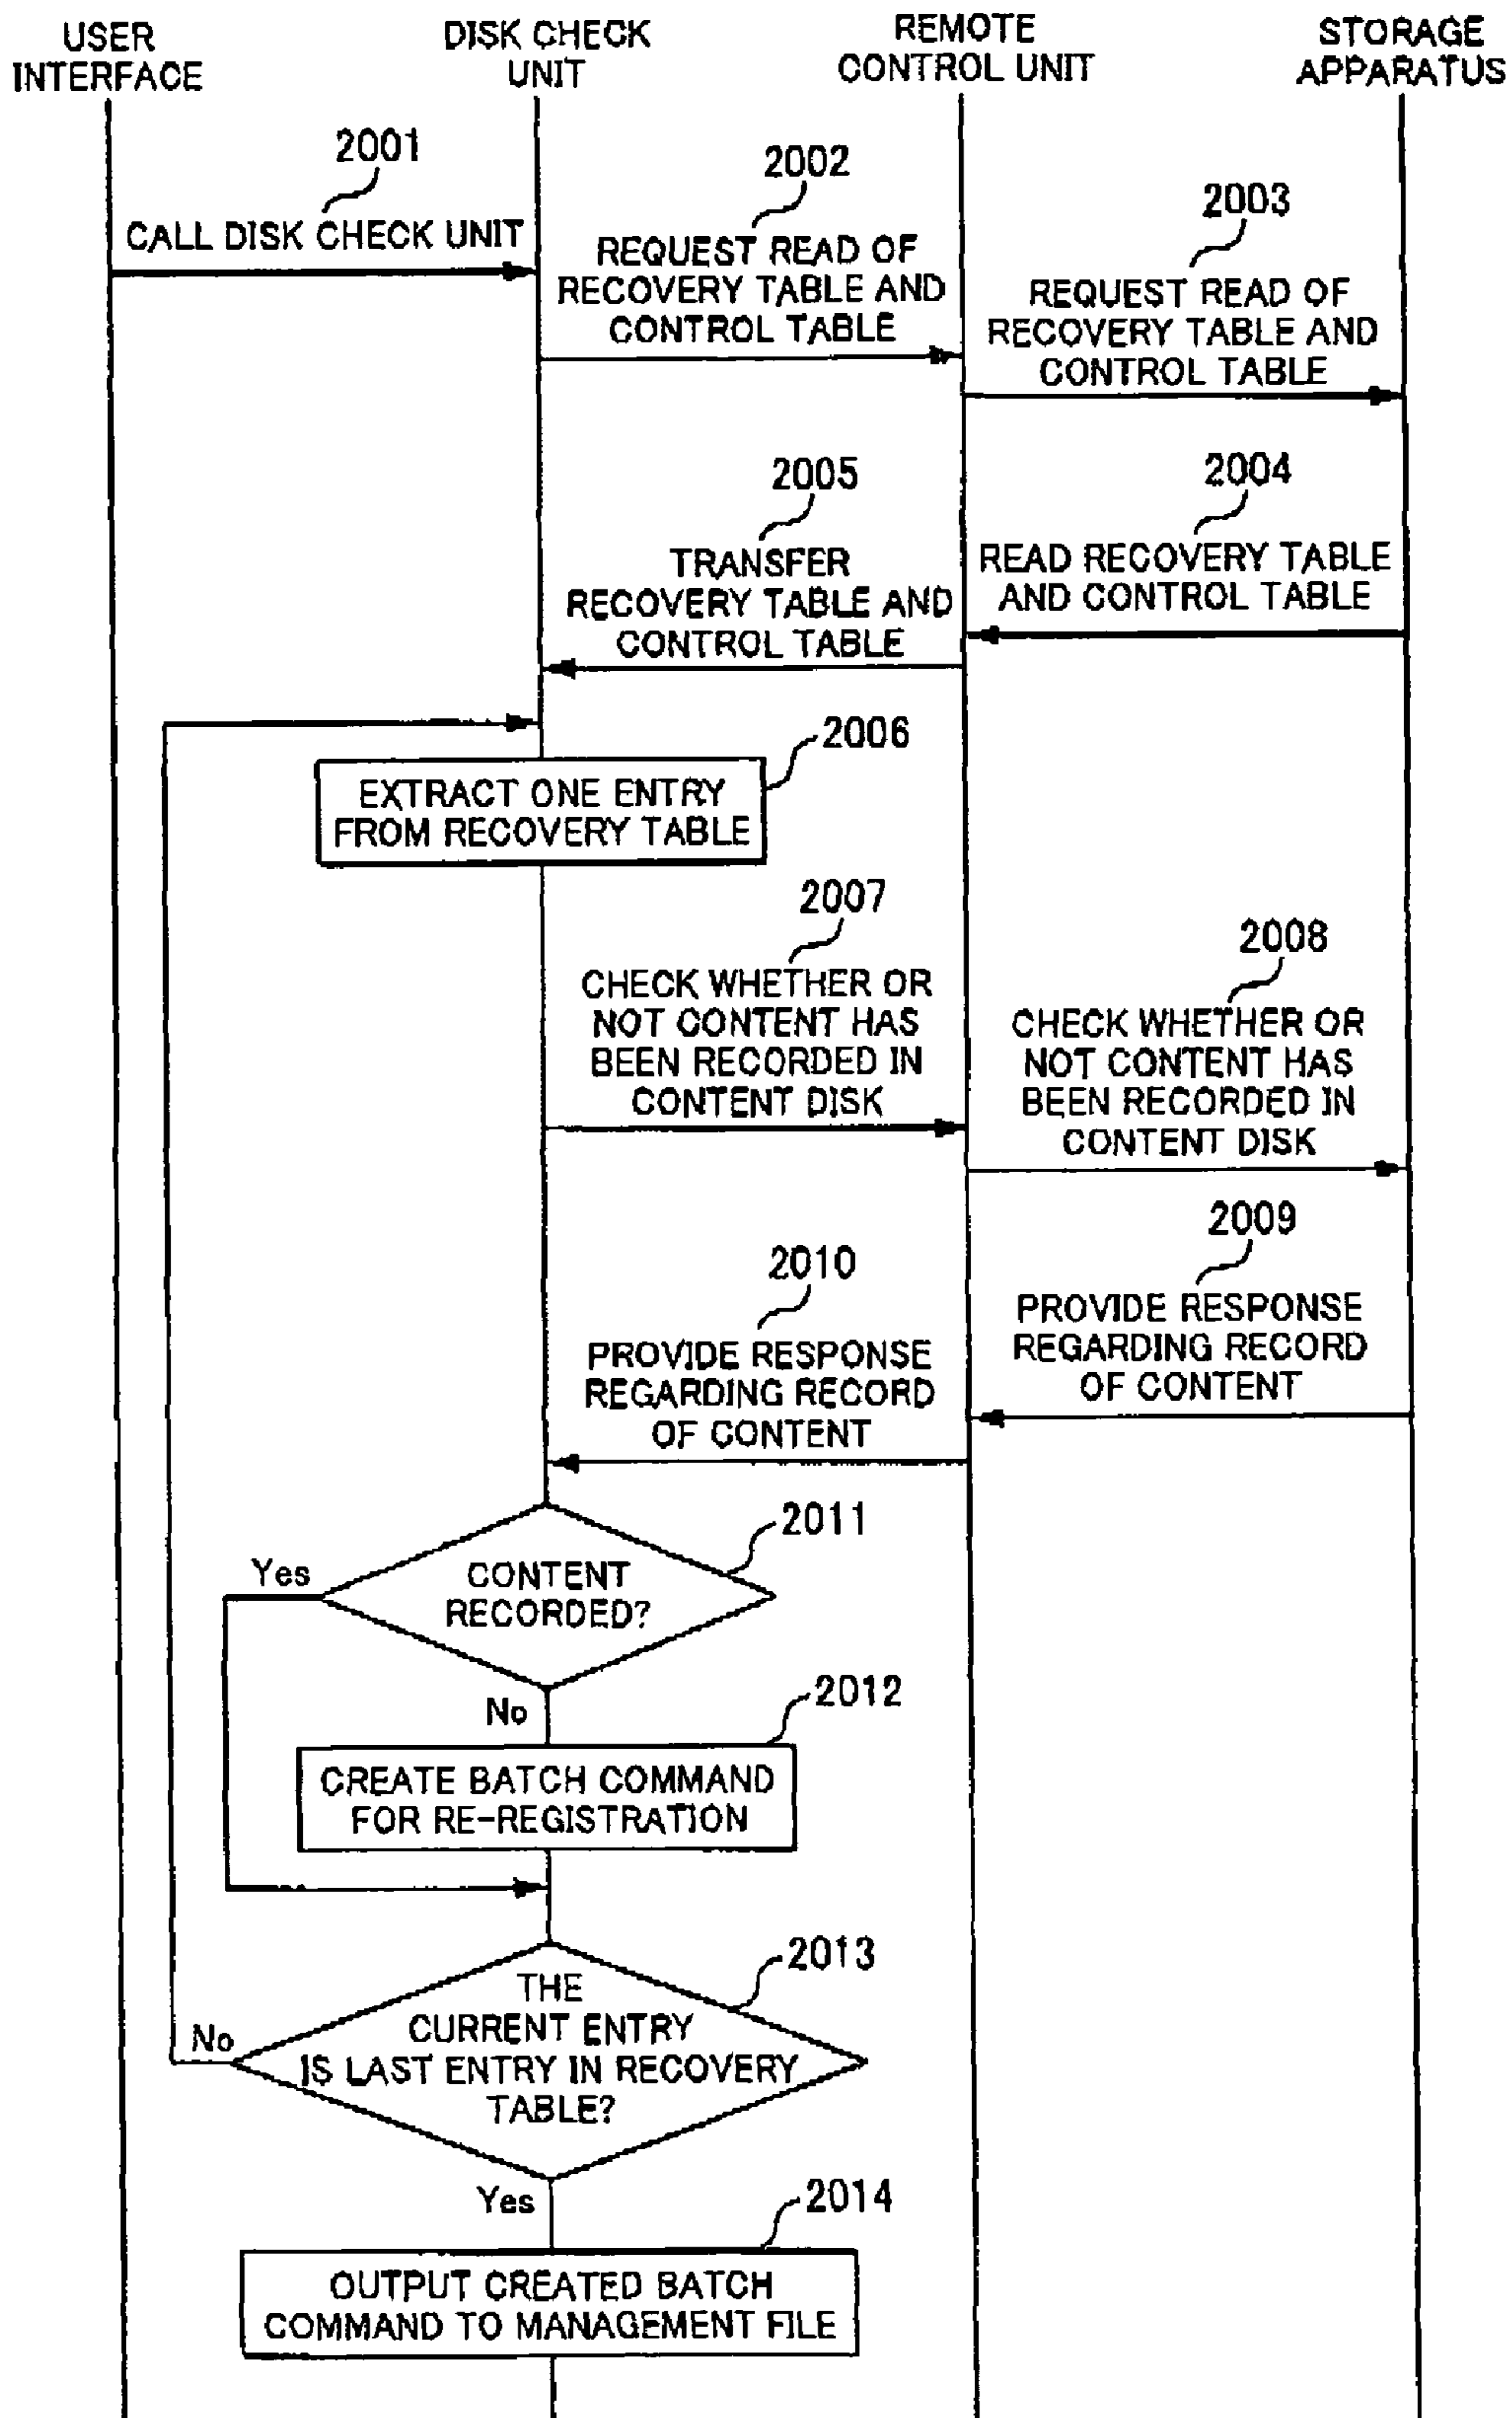 USER
INTERFACE
DISK CHECK
UNIT
REMOTE
CONTROL UNIT
STORAGE
APPARATUS
2001
CALL DISK CHECK UNIT
2002
REQUEST READ OF
RECOVERY TABLE AND
CONTROL TABLE
2003
REQUEST READ OF
RECOVERY TABLE AND
CONTROL TABLE
2004
READ RECOVERY TABLE
AND CONTROL TABLE
2005
TRANSFER
RECOVERY TABLE AND
CONTROL TABLE
2006
EXTRACT ONE ENTRY
FROM RECOVERY TABLE
2007
CHECK WHETHER OR
NOT CONTENT HAS
BEEN RECORDED IN
CONTENT DISK
2008
CHECK WHETHER OR
NOT CONTENT HAS
BEEN RECORDED IN
CONTENT DISK
2009
PROVIDE RESPONSE
REGARDING RECORD
OF CONTENT
2010
PROVIDE RESPONSE
REGARDING RECORD
OF CONTENT
2011
Yes
CONTENT
RECORDED?
No
2012
CREATE BATCH COMMAND
FOR RE-REGISTRATION
2013
THE
CURRENT ENTRY
IS LAST ENTRY IN RECOVERY
TABLE?
No
Yes
2014
OUTPUT CREATED BATCH
COMMAND TO MANAGEMENT FILE